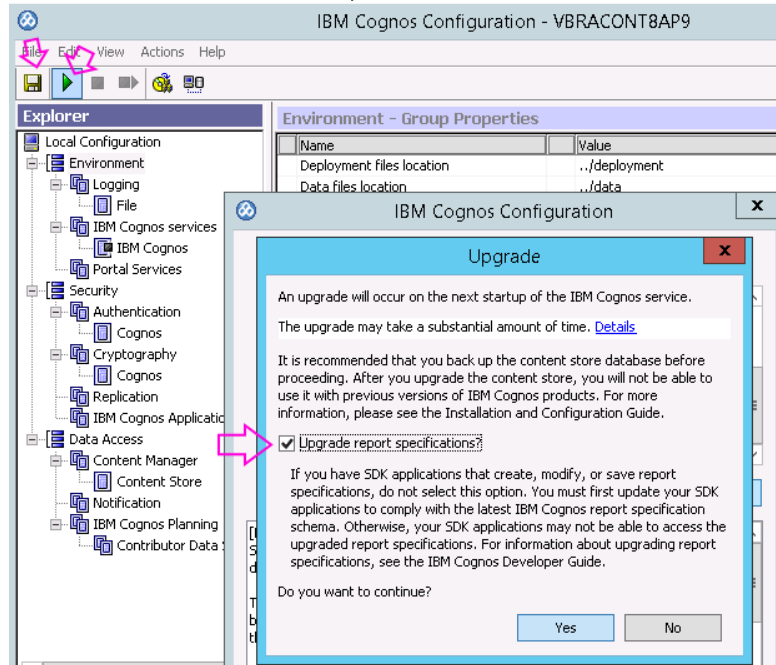 IBM Cognos Configuration - VBRACONT8AP9
File Edit View Actions Help
Explorer
Environment - Group Properties
Name Value
Local Configuration
Deployment files location ../deployment
Environment
Data files location ../data
Logging
File
IBM Cognos services
IBM Cognos
Portal Services
Security
Authentication
Cognos
Cryptography
Cognos
Replication
IBM Cognos Applicatic
Data Access
Content Manager
Content Store
Notification
IBM Cognos Planning
Contributor Data
IBM Cognos Configuration x
Upgrade x
An upgrade will occur on the next startup of the IBM Cognos service.
The upgrade may take a substantial amount of time. Details
It is recommended that you back up the content store database before
proceeding. After you upgrade the content store, you will not be able to
use it with previous versions of IBM Cognos products. For more
information, please see the Installation and Configuration Guide.
Upgrade report specifications?
If you have SDK applications that create, modify, or save report
specifications, do not select this option. You must first update your SDK
applications to comply with the latest IBM Cognos report specification
schema. Otherwise, your SDK applications may not be able to access the
upgraded report specifications. For information about upgrading report
specifications, see the IBM Cognos Developer Guide.
Do you want to continue?
Yes No